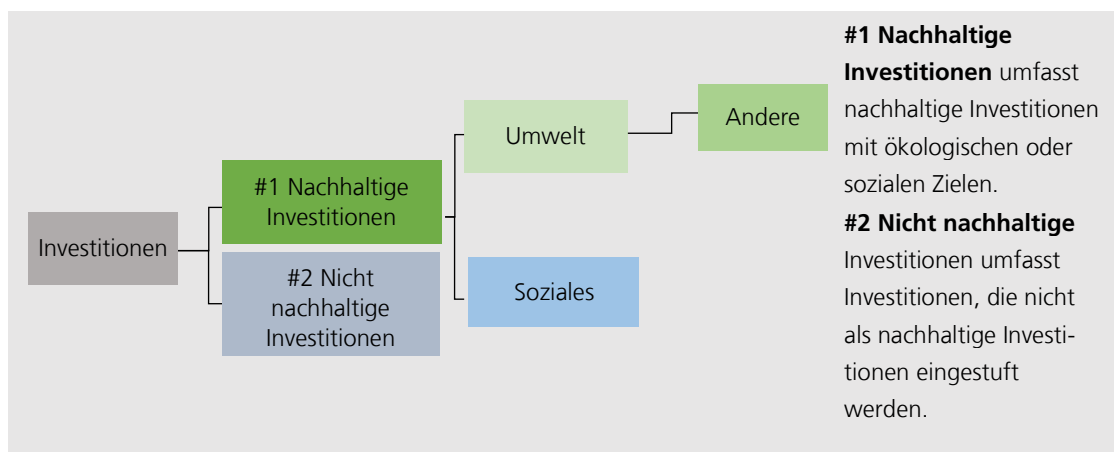 Investitionen
#1 Nachhaltige
Investitionen
#2 Nicht
nachhaltige
Investitionen
Umwelt
Soziales
Andere
#1 Nachhaltige
Investitionen umfasst
nachhaltige Investitionen
mit ökologischen oder
sozialen Zielen.
#2 Nicht nachhaltige
Investitionen umfasst
Investitionen, die nicht
als nachhaltige Investi-
tionen eingestuft
werden.